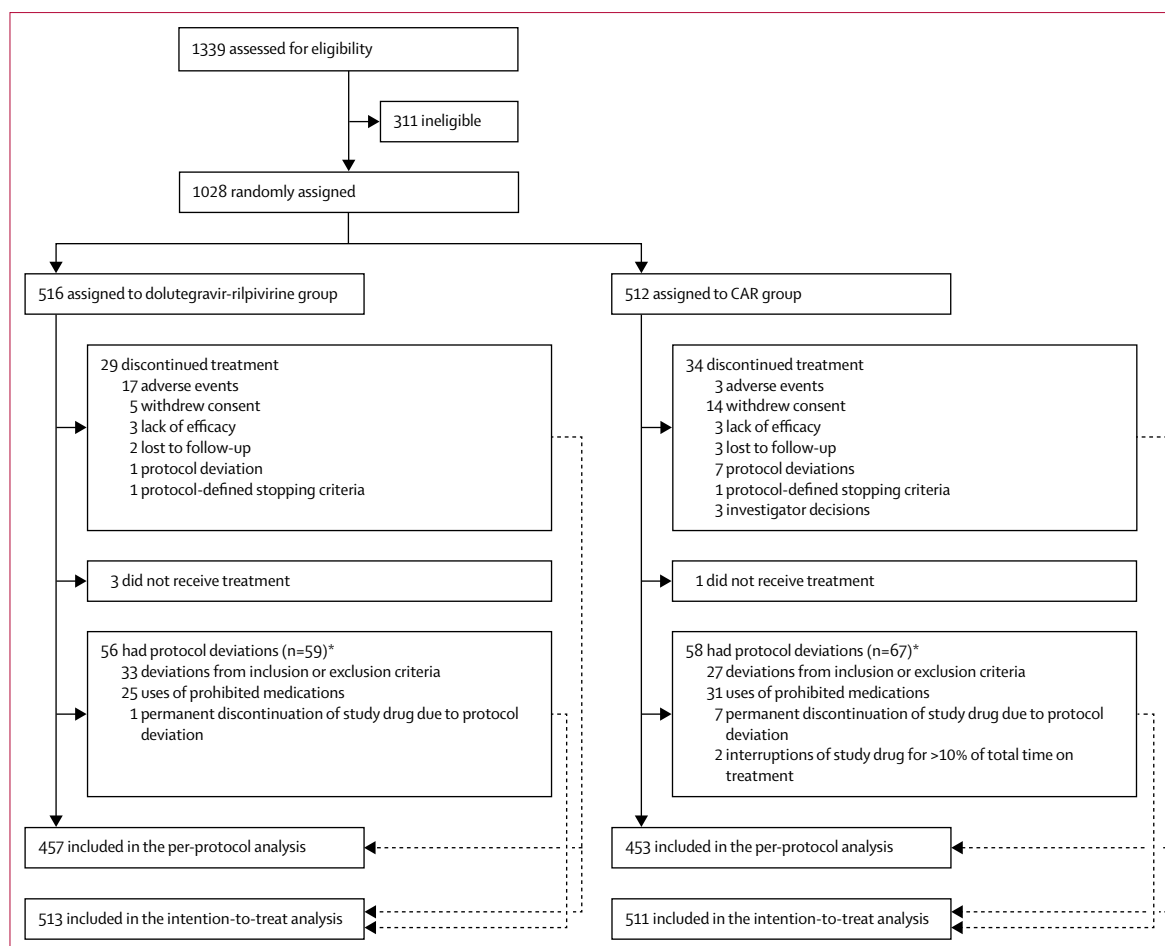 1339 assessed for eligibility
311 ineligible
1028 randomly assigned
516 assigned to dolutegravir-rilpivirine group
29 discontinued treatment
17 adverse events
5 withdrew consent
3 lack of efficacy
2 lost to follow-up
1 protocol deviation
1 protocol-defined stopping criteria
3 did not receive treatment
56 had protocol deviations (n=59)*
33 deviations from inclusion or exclusion criteria
25 uses of prohibited medications
1 permanent discontinuation of study drug due to protocol
deviation
457 included in the per-protocol analysis
513 included in the intention-to-treat analysis
512 assigned to CAR group
34 discontinued treatment
3 adverse events
14 withdrew consent
3 lack of efficacy
3 lost to follow-up
7 protocol deviations
1 protocol-defined stopping criteria
3 investigator decisions
1 did not receive treatment
58 had protocol deviations (n=67)*
27 deviations from inclusion or exclusion criteria
31 uses of prohibited medications
7 permanent discontinuation of study drug due to protocol
deviation
2 interruptions of study drug for >10% of total time on
treatment
453 included in the per-protocol analysis
511 included in the intention-to-treat analysis